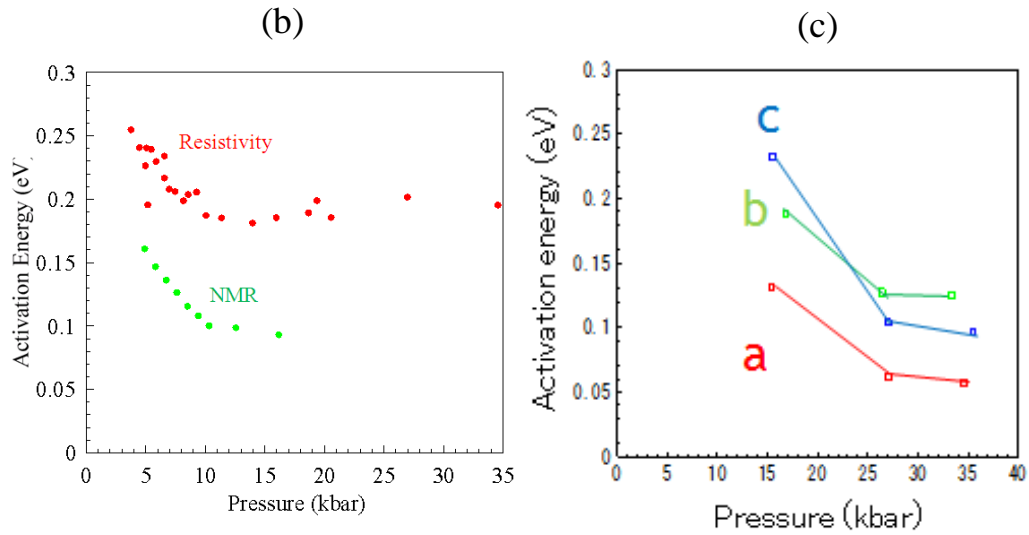 (b)
(c)
0.3
0.25
0.2
0.15
0.1
0.05
0
Activation Energy (eV)
Resistivity
NMR
0 5 10 15 20 25 30 35
Pressure (kbar)
0.3
0.25
0.2
0.15
0.1
0.05
0
Activation energy (eV)
c
b
a
0 5 10 15 20 25 30 35 40
Pressure (kbar)